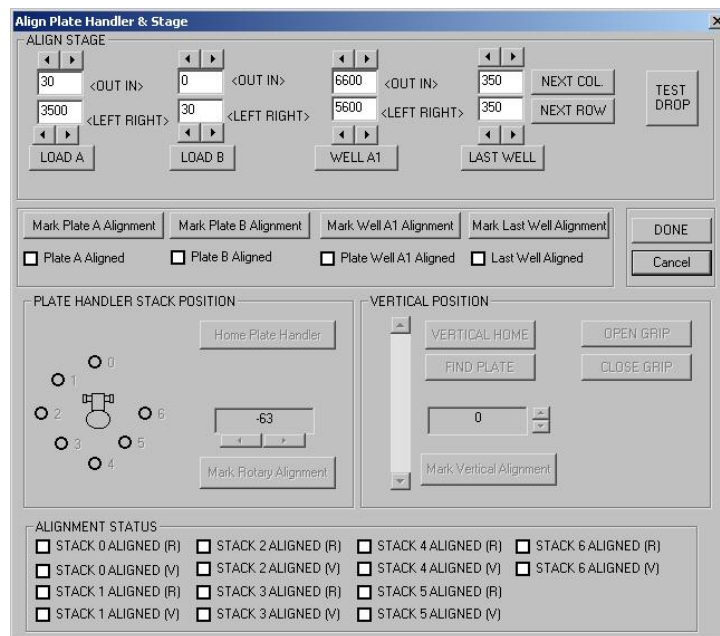 Align Plate Handler & Stage
ALIGN STAGE
30 <OUT IN> 0 <OUT IN> 6600 <OUT IN> 350 NEXT COL.
3500 <LEFT RIGHT> 30 <LEFT RIGHT> 5600 <LEFT RIGHT> 350 NEXT ROW
TEST DROP
LOAD A LOAD B WELL A1 LAST WELL
Mark Plate A Alignment Mark Plate B Alignment Mark Well A1 Alignment Mark Last Well Alignment
Plate A Aligned Plate B Aligned Plate Well A1 Aligned Last Well Aligned
DONE
Cancel
PLATE HANDLER STACK POSITION
Home Plate Handler
0
1
2 6
3 5
4
-63
Mark Rotary Alignment
VERTICAL POSITION
VERTICAL HOME OPEN GRIP
FIND PLATE CLOSE GRIP
0
Mark Vertical Alignment
ALIGNMENT STATUS
STACK 0 ALIGNED (R) STACK 2 ALIGNED (R) STACK 4 ALIGNED (R) STACK 6 ALIGNED (R)
STACK 0 ALIGNED (V) STACK 2 ALIGNED (V) STACK 4 ALIGNED (V) STACK 6 ALIGNED (V)
STACK 1 ALIGNED (R) STACK 3 ALIGNED (R) STACK 5 ALIGNED (R)
STACK 1 ALIGNED (V) STACK 3 ALIGNED (V) STACK 5 ALIGNED (V)